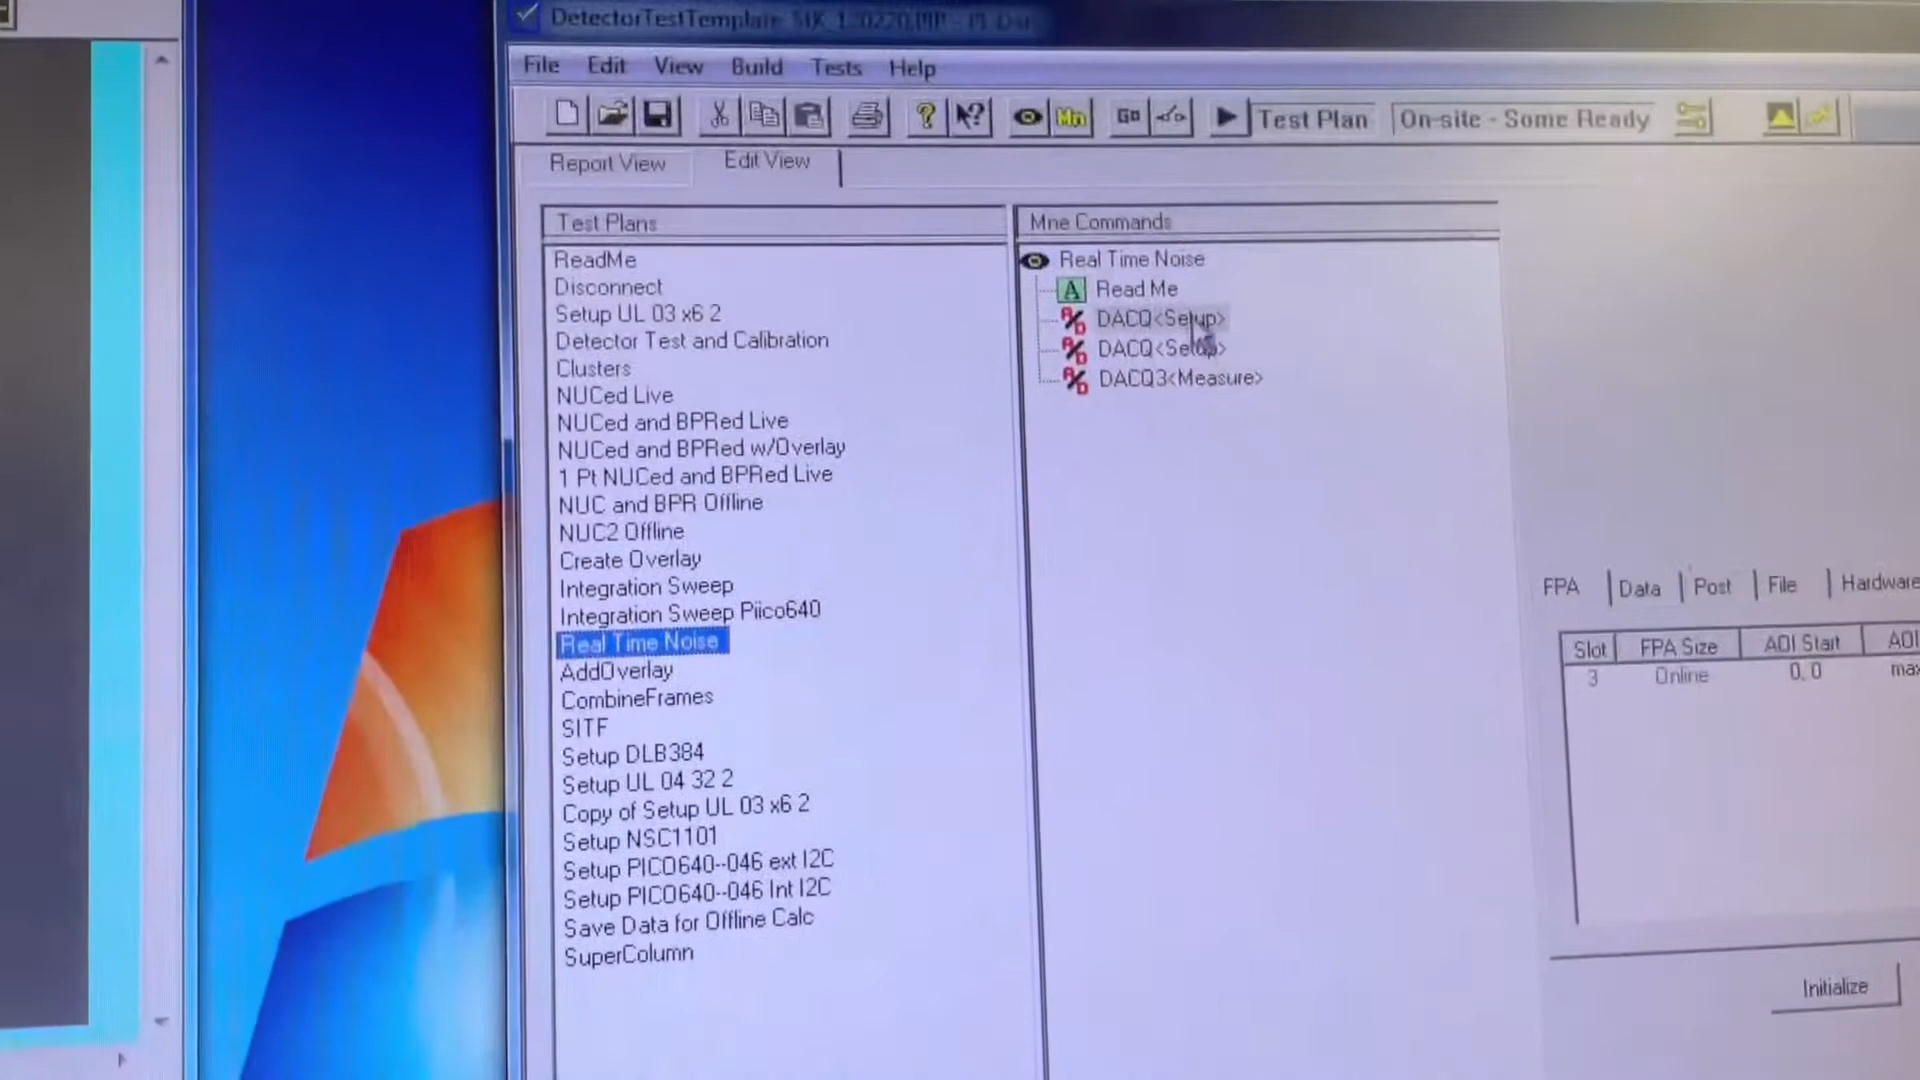 DetectorTestTemplate
File Edit View Build Tests Help
Test Plan On-site - Some Ready
Report View Edit View
Test Plans
ReadMe
Disconnect
Setup UL 03 x6 2
Detector Test and Calibration
Clusters
NUCed Live
NUCed and BPRed Live
NUCed and BPRed w/Overlay
1 Pt NUCed and BPRed Live
NUC and BPR Offline
NUC2 Offline
Create Overlay
Integration Sweep
Integration Sweep Piico640
Real Time Noise
AddOverlay
CombineFrames
SITF
Setup DLB384
Setup UL 04 32 2
Copy of Setup UL 03 x6 2
Setup NSC1101
Setup PICO640--046 ext I2C
Setup PICO640--046 Int I2C
Save Data for Offline Calc
SuperColumn
Mne Commands
Real Time Noise
Read Me
DACQ<Setup>
DACQ<Setup>
DACQ3<Measure>
FPA Data Post File Hardware
Slot FPA Size AOI Start AOI
3 Online 0, 0 max
Initialize